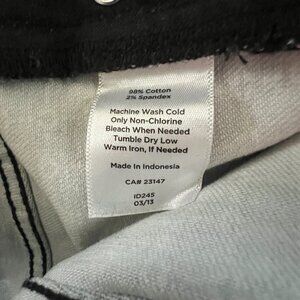 98% Cotton
2% Spandex
Machine Wash Cold
Only Non-Chlorine
Bleach When Needed
Tumble Dry Low
Warm Iron, If Needed
Made In Indonesia
CA# 23147
ID245
03/13